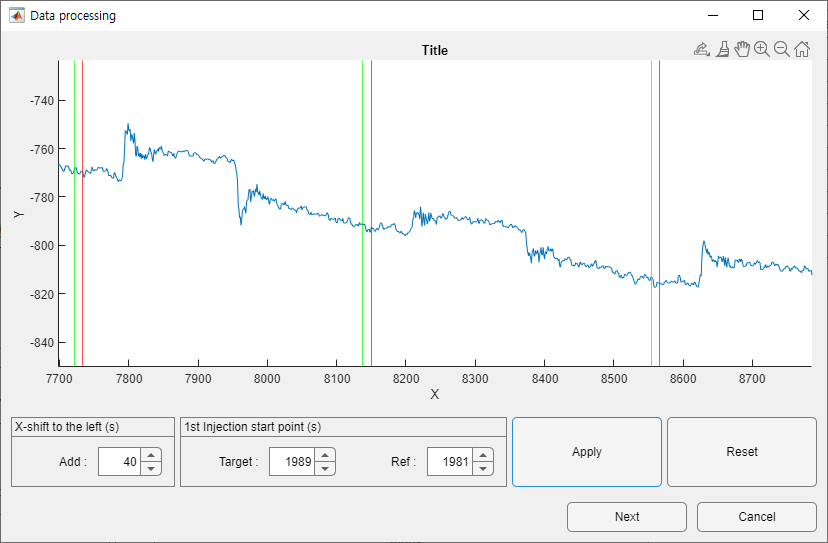 Data processing
Title
-740
-760
-780
-800
-820
-840
Y
7700 7800 7900 8000 8100 8200 8300 8400 8500 8600 8700
X
X-shift to the left (s)
Add : 40
1st Injection start point (s)
Target : 1989 Ref : 1981
Apply
Reset
Next
Cancel